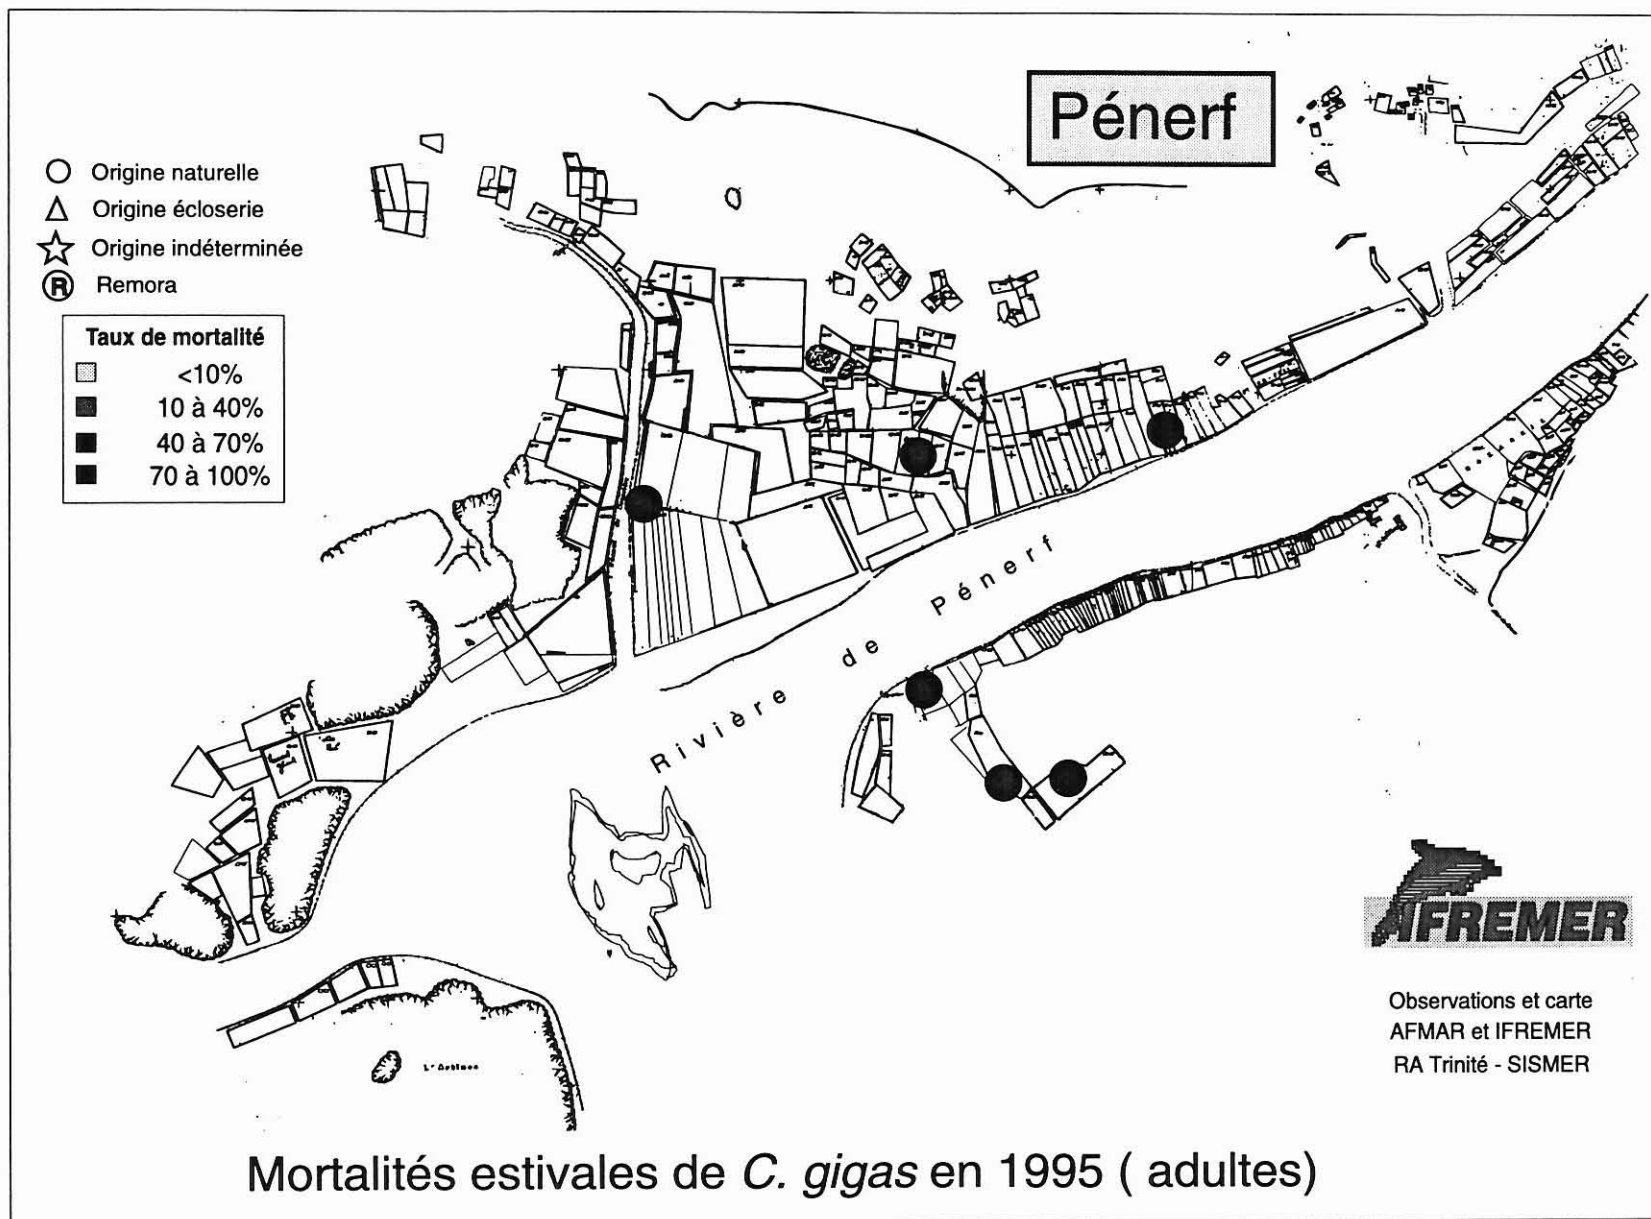 Pénerf
Origine naturelle
Origine écloserie
Origine indéterminée
R Remora
Taux de mortalité
<10%
10 à 40%
40 à 70%
70 à 100%
Rivière de Pénerf
IFREMER
Observations et carte
AFMAR et IFREMER
RA Trinité - SISMER
Mortalités estivales de C. gigas en 1995 ( adultes)